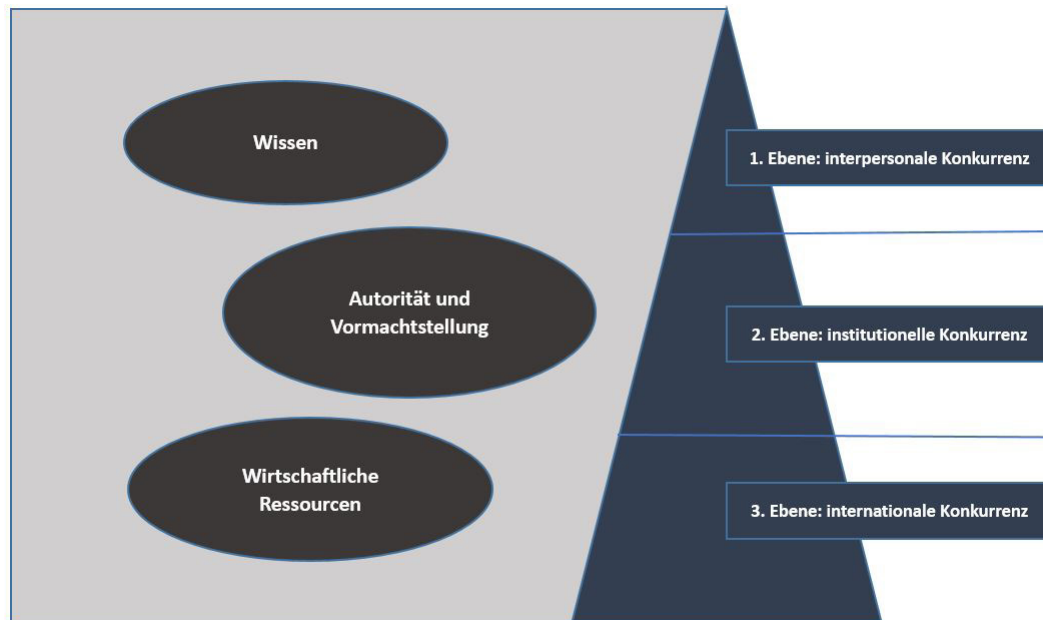 Wissen
Autorität und
Vormachtstellung
Wirtschaftliche
Ressourcen
1. Ebene: interpersonale Konkurrenz
2. Ebene: institutionelle Konkurrenz
3. Ebene: internationale Konkurrenz